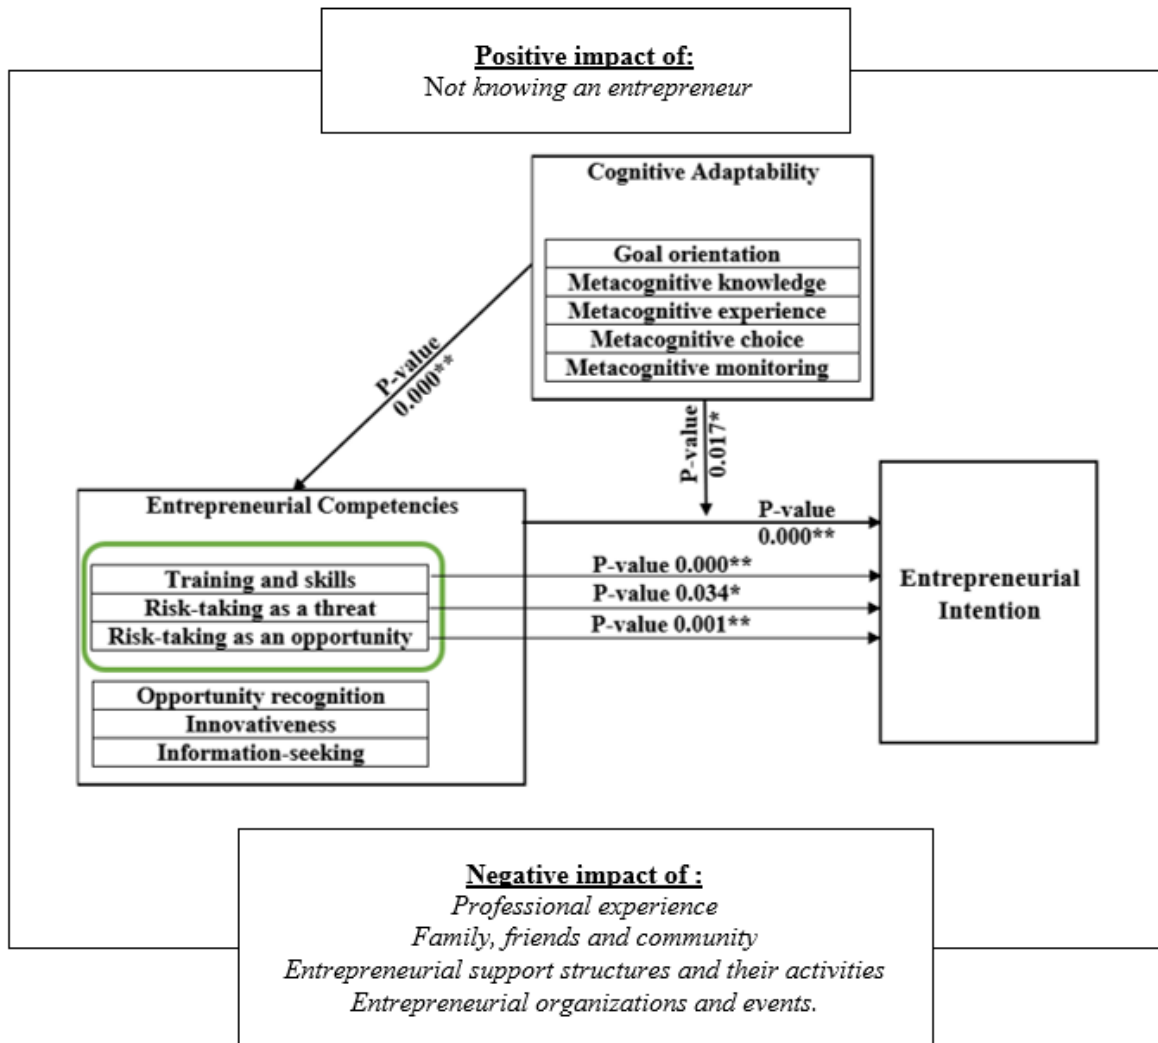 Positive impact of:
Not knowing an entrepreneur
Cognitive Adaptability
Goal orientation
Metacognitive knowledge
Metacognitive experience
Metacognitive choice
Metacognitive monitoring
P-value
0.000**
P-value
0.017*
Entrepreneurial Competencies
Training and skills
Risk-taking as a threat
Risk-taking as an opportunity
Opportunity recognition
Innovativeness
Information-seeking
P-value
0.000**
P-value 0.000**
P-value 0.034*
P-value 0.001**
Entrepreneurial
Intention
Negative impact of :
Professional experience
Family, friends and community
Entrepreneurial support structures and their activities
Entrepreneurial organizations and events.